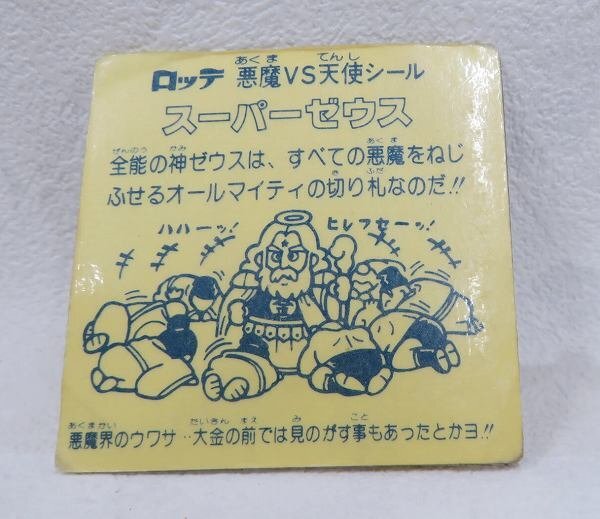 あくま てんし
ロッテ 悪魔VS天使シール
スーパーゼウス
ぜんのう かみ あくま
全能の神ゼウスは、すべての悪魔をねじ
き ふだ
ふせるオールマイティの切り札なのだ!!
ハハーッ! ヒレフセーッ!
あくまかい たいきん まえ み こと
悪魔界のウワサ‥大金の前では見のがす事もあったとかヨ!!